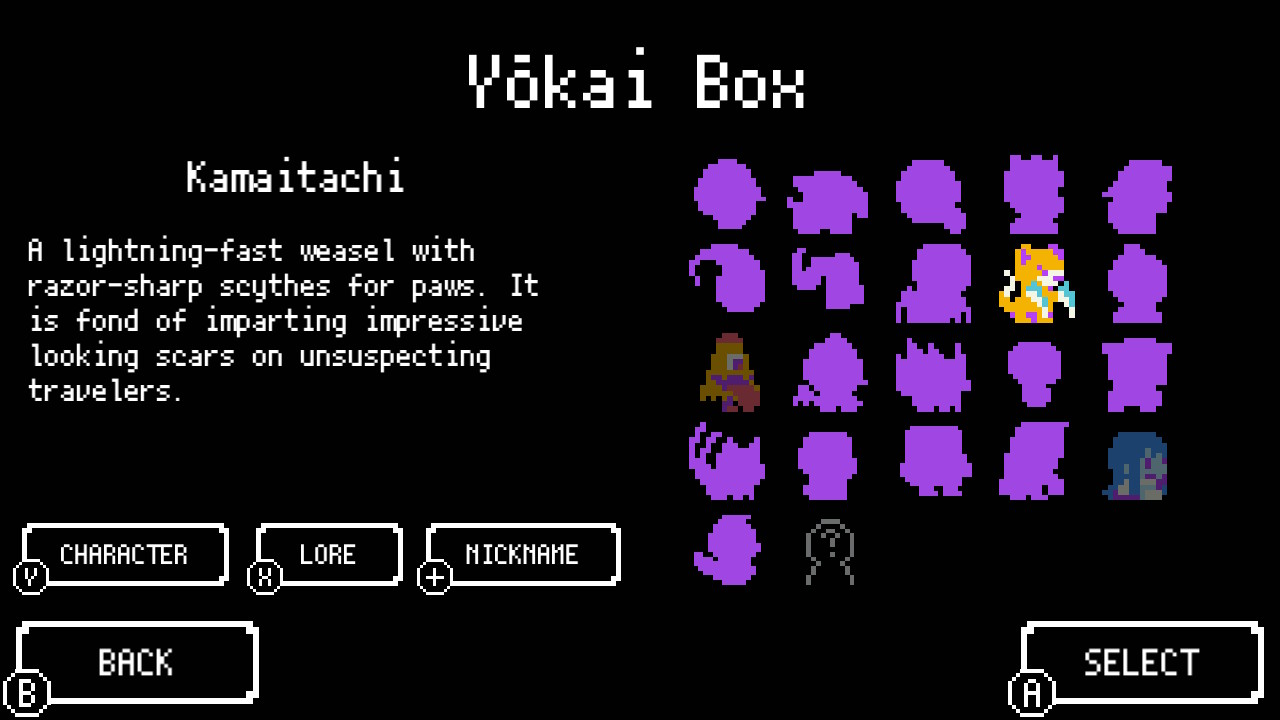 Yōkai Box
Kamaitachi
A lightning-fast weasel with
razor-sharp scythes for paws. It
is fond of imparting impressive
looking scars on unsuspecting
travelers.
?
CHARACTER
Y
LORE
X
NICKNAME
+
BACK
B
SELECT
A